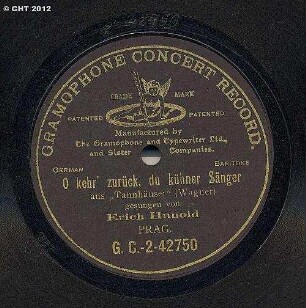 © CHT 2012
GRAMOPHONE CONCERT RECORD.
TRADE MARK
PATENTED PATENTED
Manufactured by
The Gramophone and Typewriter Ltd.,
and Sister Companies.
GERMAN BARITONE
O kehr' zurück, du kühner Sänger
aus „Tannhäuser" (Wagner)
gesungen von
Erich Hunold
PRAG.
G. C.-2-42750